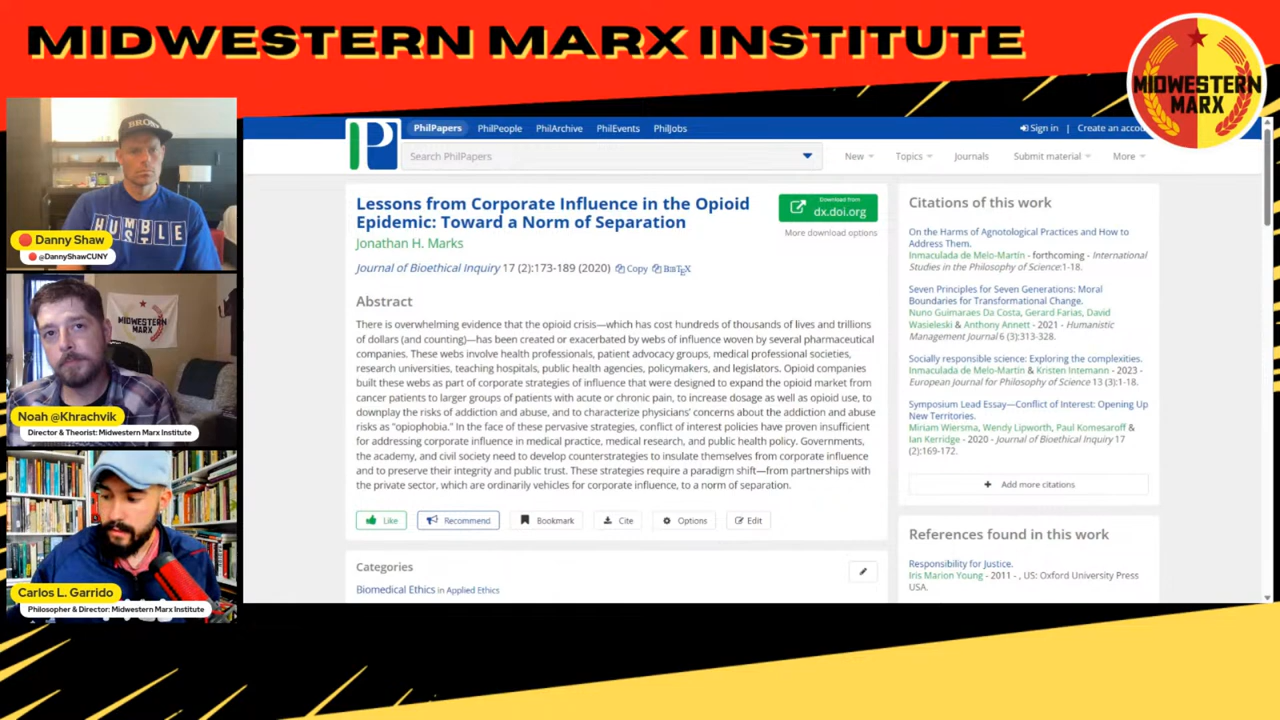 MIDWESTERN MARX INSTITUTE
MIDWESTERN
MARX
BRONX
HUMBLE
Danny Shaw
@DannyShawCUNY
MIDWESTERN
MARX
Noah @Khrachvik
Director & Theorist: Midwestern Marx Institute
Carlos L. Garrido
Philosopher & Director: Midwestern Marx Institute
PhilPapers PhilPeople PhilArchive PhilEvents PhilJobs
Sign in | Create an accou
Search PhilPapers
New Topics Journals Submit material More
Lessons from Corporate Influence in the Opioid
Epidemic: Toward a Norm of Separation
Jonathan H. Marks
Journal of Bioethical Inquiry 17 (2):173-189 (2020) Copy BibTeX
Download from
dx.doi.org
More download options
Abstract
There is overwhelming evidence that the opioid crisis—which has cost hundreds of thousands of lives and trillions
of dollars (and counting)—has been created or exacerbated by webs of influence woven by several pharmaceutical
companies. These webs involve health professionals, patient advocacy groups, medical professional societies,
research universities, teaching hospitals, public health agencies, policymakers, and legislators. Opioid companies
built these webs as part of corporate strategies of influence that were designed to expand the opioid market from
cancer patients to larger groups of patients with acute or chronic pain, to increase dosage as well as opioid use, to
downplay the risks of addiction and abuse, and to characterize physicians' concerns about the addiction and abuse
risks as "opiophobia." In the face of these pervasive strategies, conflict of interest policies have proven insufficient
for addressing corporate influence in medical practice, medical research, and public health policy. Governments,
the academy, and civil society need to develop counterstrategies to insulate themselves from corporate influence
and to preserve their integrity and public trust. These strategies require a paradigm shift—from partnerships with
the private sector, which are ordinarily vehicles for corporate influence, to a norm of separation.
Like Recommend Bookmark Cite Options Edit
Categories
Biomedical Ethics in Applied Ethics
Citations of this work
On the Harms of Agnotological Practices and How to
Address Them.
Inmaculada de Melo-Martín - forthcoming - International
Studies in the Philosophy of Science:1-18.
Seven Principles for Seven Generations: Moral
Boundaries for Transformational Change.
Nuno Guimaraes Da Costa, Gerard Farias, David
Wasieleski & Anthony Annett - 2021 - Humanistic
Management Journal 6 (3):313-328.
Socially responsible science: Exploring the complexities.
Inmaculada de Melo-Martín & Kristen Intemann - 2023 -
European Journal for Philosophy of Science 13 (3):1-18.
Symposium Lead Essay—Conflict of Interest: Opening Up
New Territories.
Miriam Wiersma, Wendy Lipworth, Paul Komesaroff &
Ian Kerridge - 2020 - Journal of Bioethical Inquiry 17
(2):169-172.
Add more citations
References found in this work
Responsibility for Justice.
Iris Marion Young - 2011 - , US: Oxford University Press
USA.